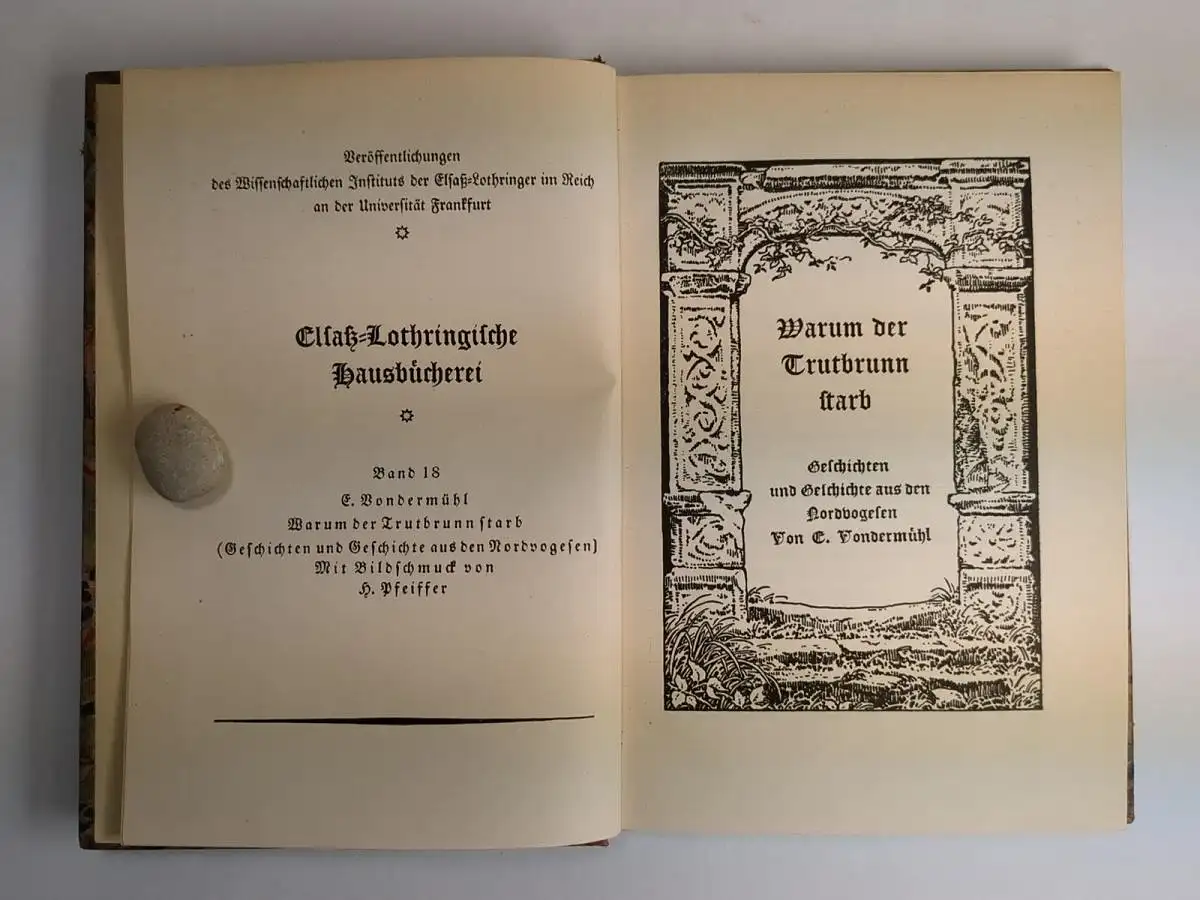 Veröffentlichungen
des Wissenschaftlichen Instituts der Elsaß-Lothringer im Reich
an der Universität Frankfurt
Elsaß-Lothringische
Hausbücherei
Band 18
E. Vondermühl
Warum der Trutbrunn starb
(Geschichten und Geschichte aus den Nordvogesen)
Mit Bildschmuck von
H. Pfeiffer
Warum der
Trutbrunn
starb
Geschichten
und Geschichte aus den
Nordvogesen
Von E. Vondermühl